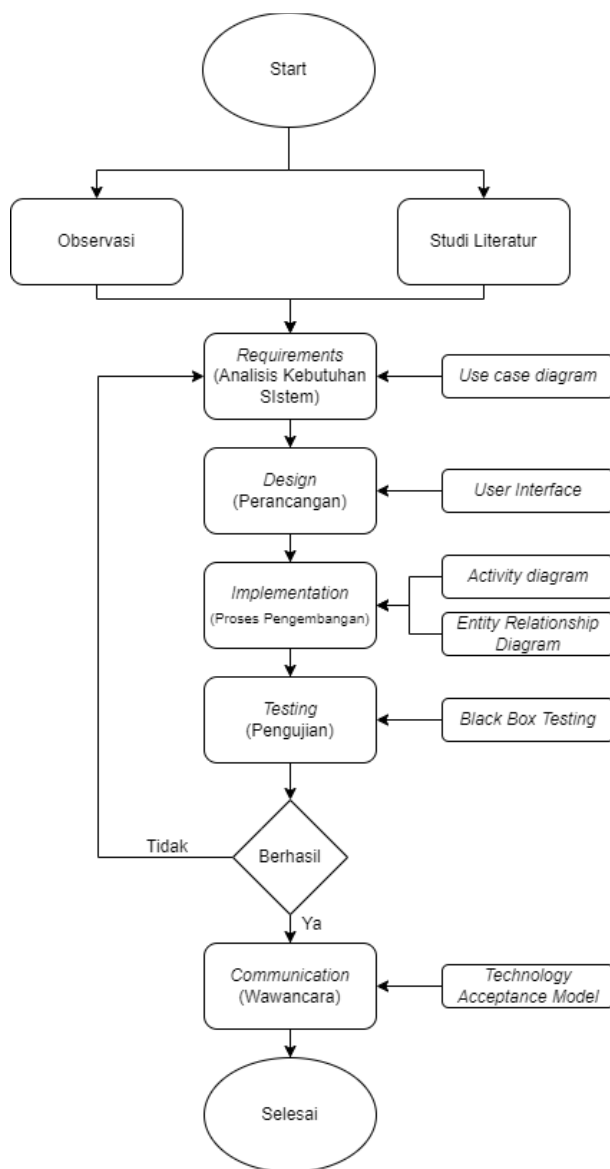 Start
Observasi
Studi Literatur
Requirements
(Analisis Kebutuhan
SIstem)
Use case diagram
Design
(Perancangan)
User Interface
Implementation
(Proses Pengembangan)
Activity diagram
Entity Relationship
Diagram
Testing
(Pengujian)
Black Box Testing
Tidak
Berhasil
Ya
Communication
(Wawancara)
Technology
Acceptance Model
Selesai